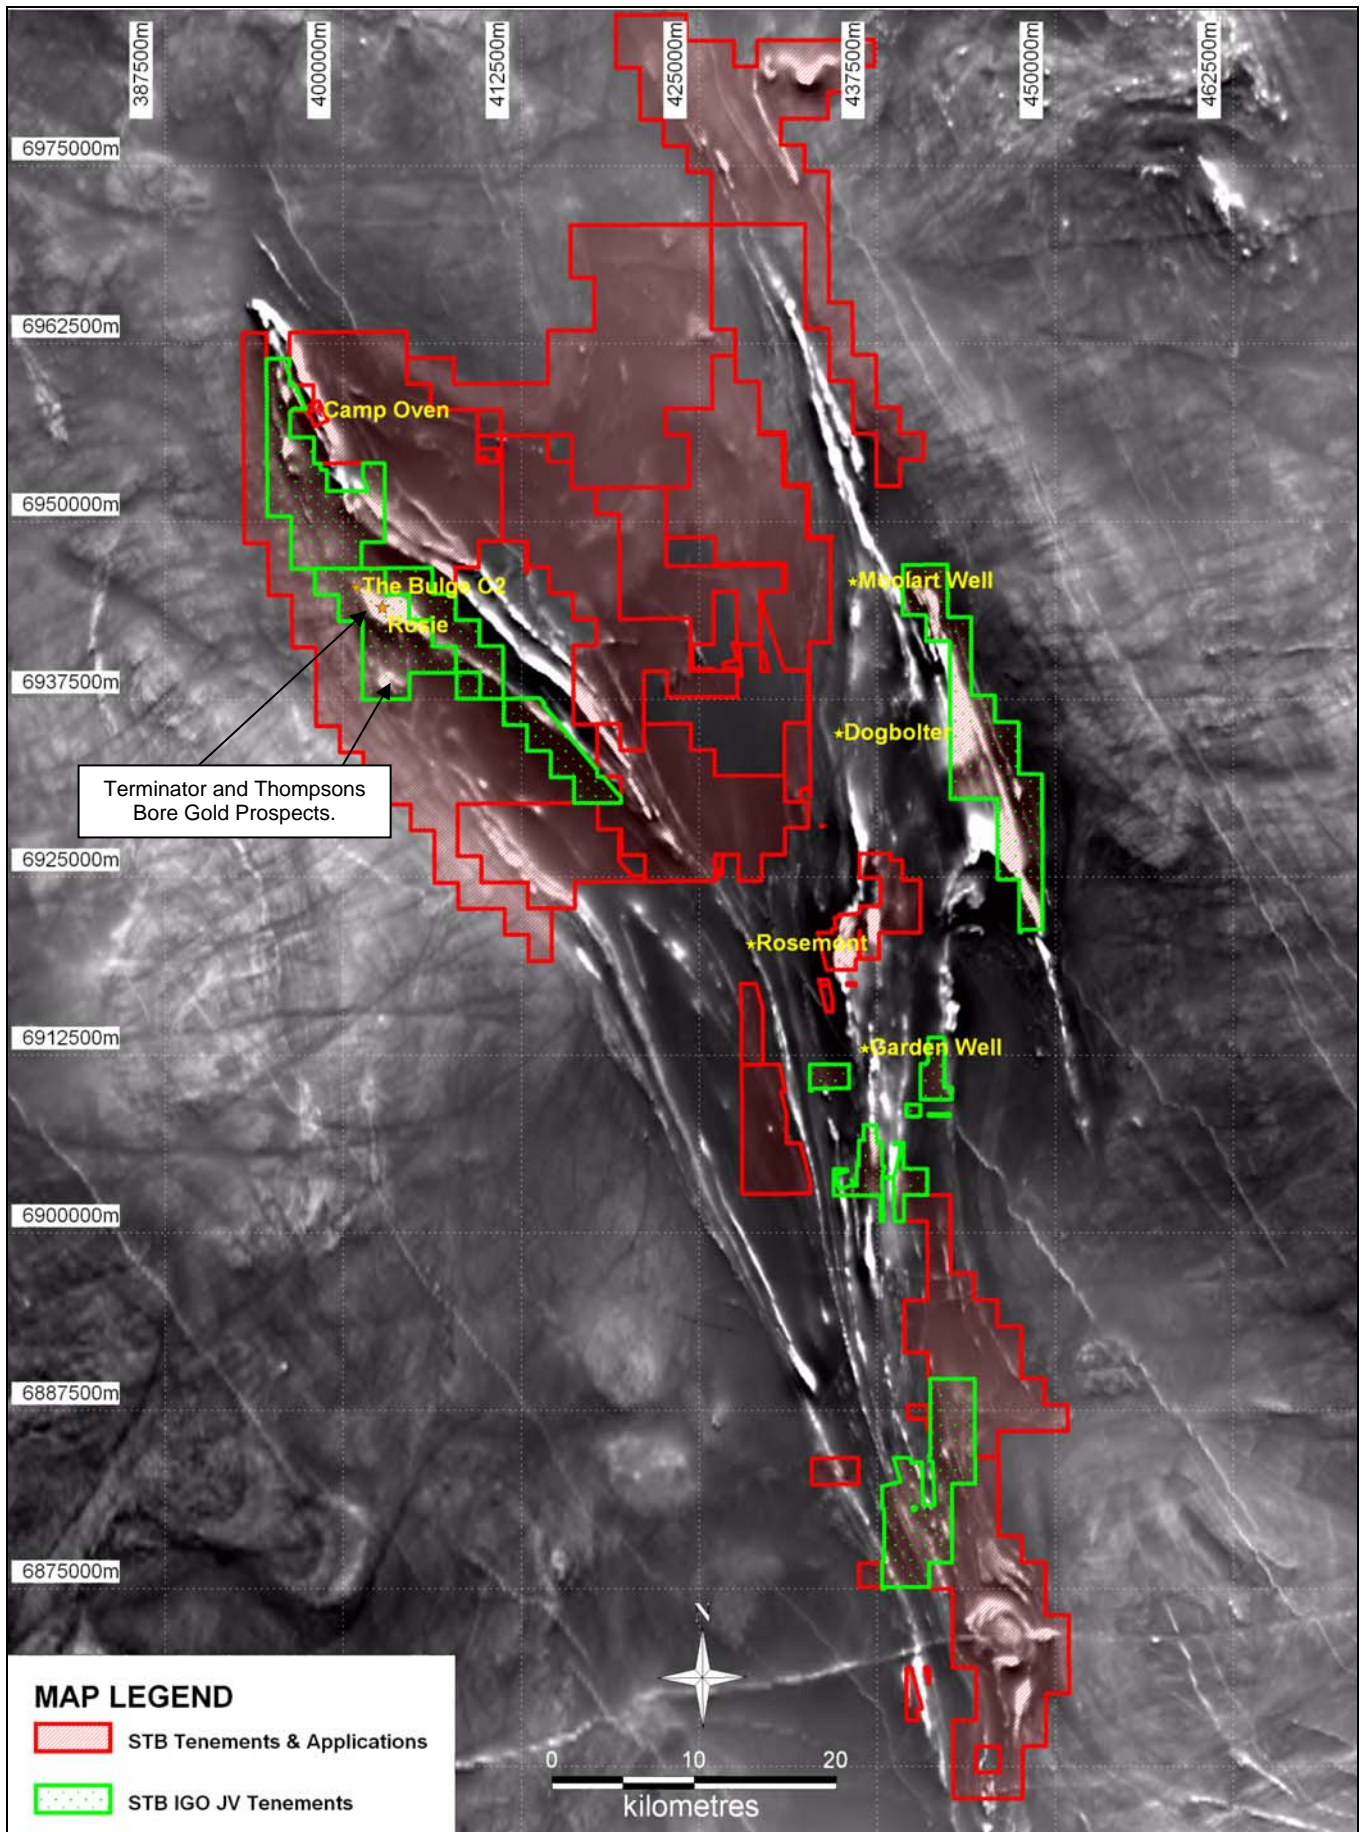 387500m
400000m
412500m
425000m
437500m
450000m
462500m
6975000m
6962500m
Camp Oven
6950000m
The Bulge C2
Moolart Well
Rosie
6937500m
Dogbolter
Terminator and Thompsons
Bore Gold Prospects.
6925000m
Rosemont
6912500m
Garden Well
6900000m
6887500m
6875000m
N
MAP LEGEND
STB Tenements & Applications
STB IGO JV Tenements
0 10 20
kilometres